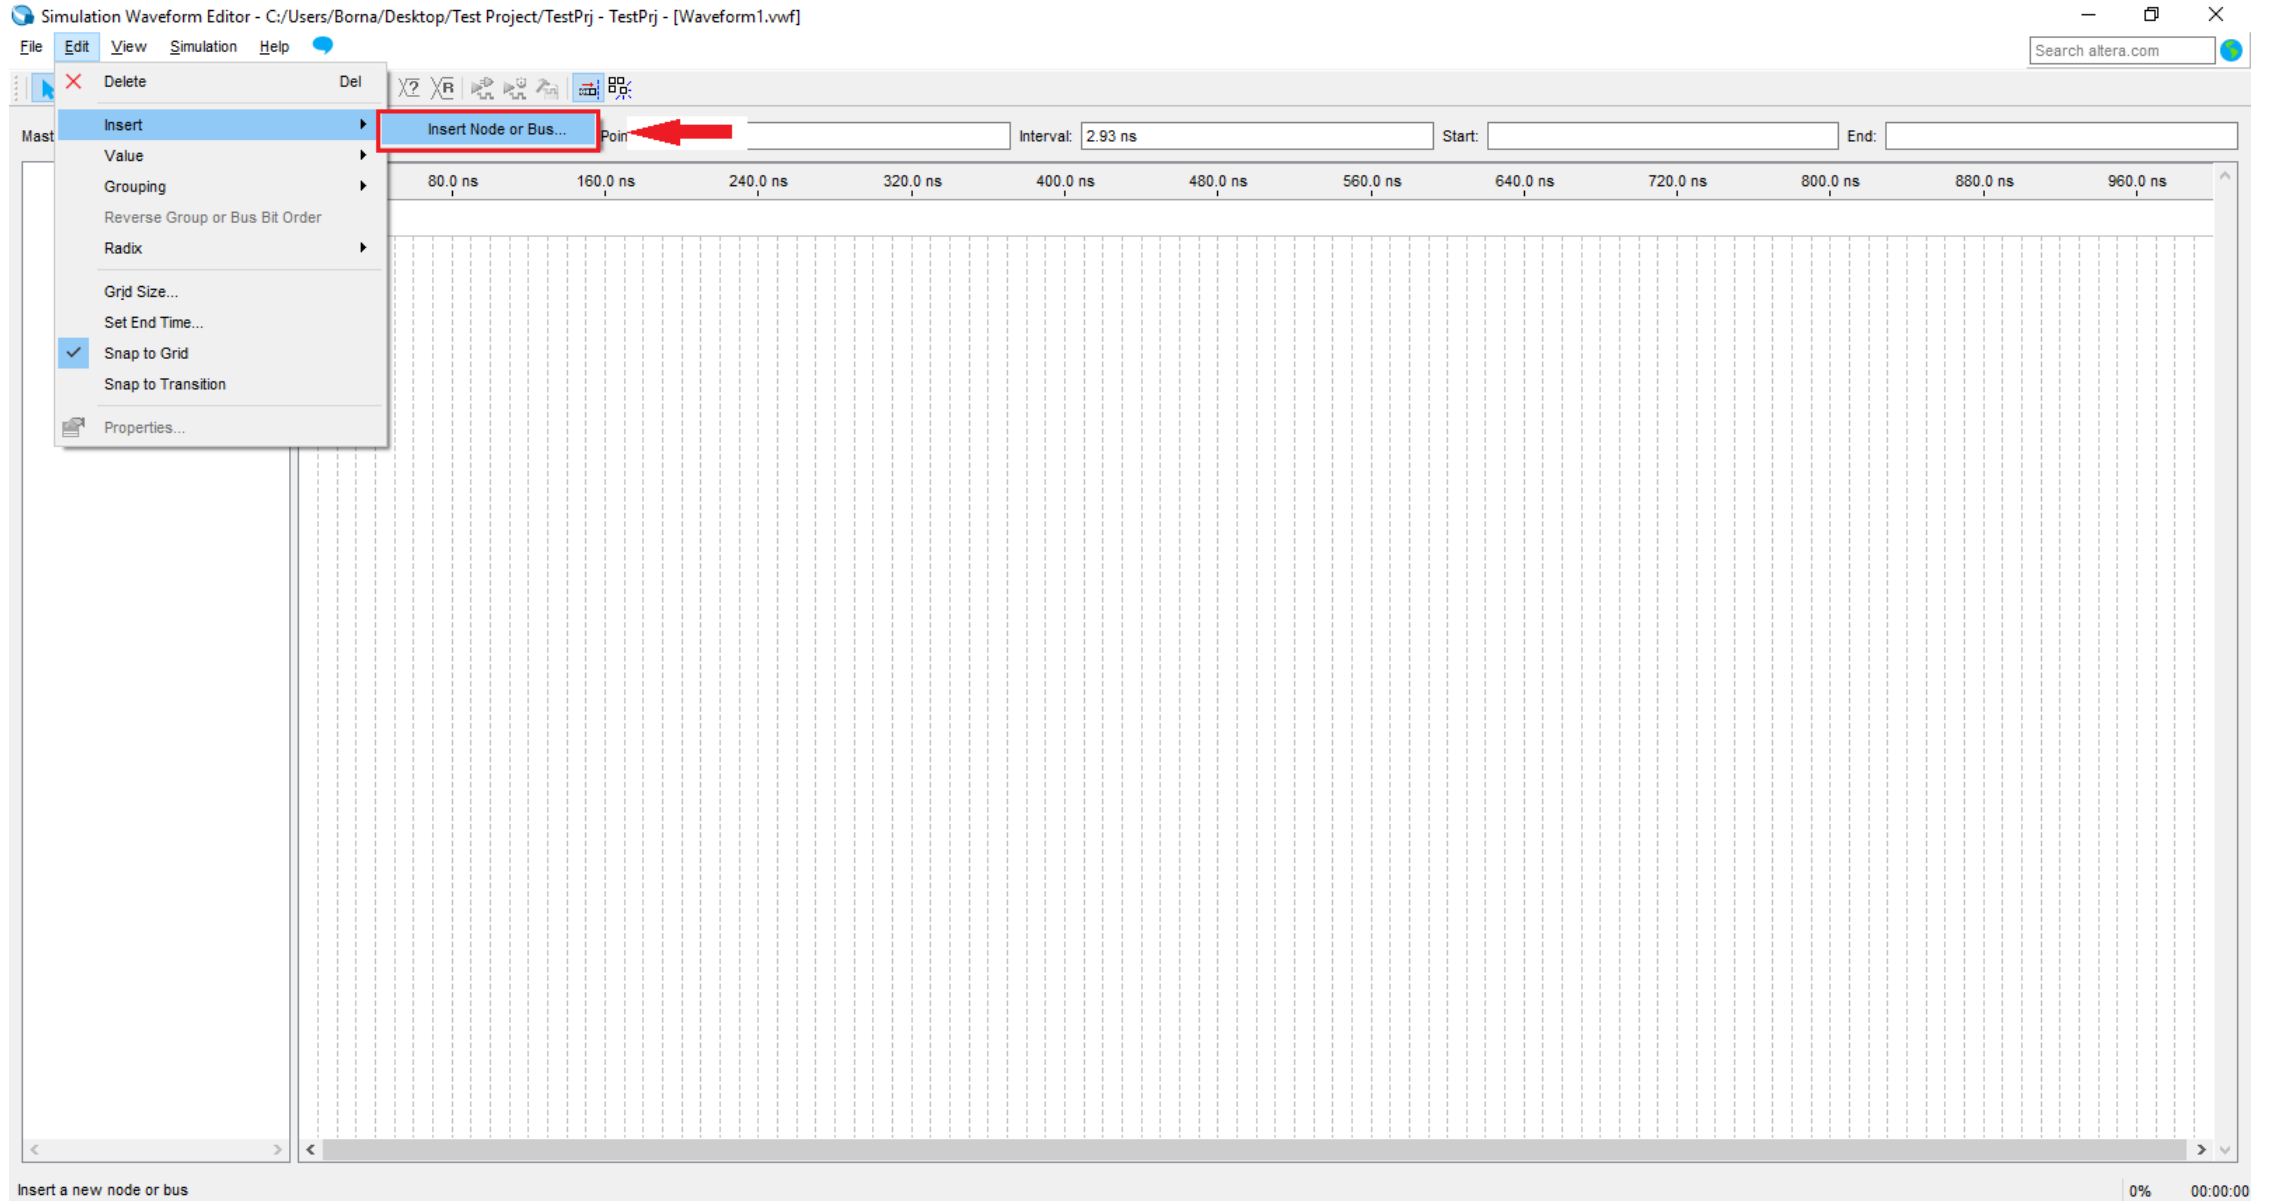 Simulation Waveform Editor - C:/Users/Borna/Desktop/Test Project/TestPrj - TestPrj - [Waveform1.vwf]
File Edit View Simulation Help
Search altera.com
Delete Del
Insert
Insert Node or Bus...
Mast
Poin
Interval: 2.93 ns
Start:
End:
Value
Grouping
Reverse Group or Bus Bit Order
Radix
Grid Size...
Set End Time...
Snap to Grid
Snap to Transition
Properties...
80.0 ns 160.0 ns 240.0 ns 320.0 ns 400.0 ns 480.0 ns 560.0 ns 640.0 ns 720.0 ns 800.0 ns 880.0 ns 960.0 ns
Insert a new node or bus
0% 00:00:00